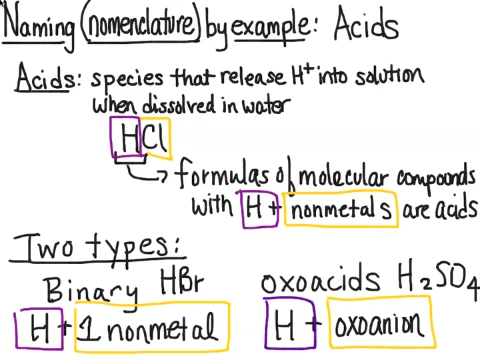 Naming (nomenclature) by example: Acids
Acids: species that release H⁺ into solution
when dissolved in water
HCl
formulas of molecular compounds
with H + nonmetals are acids
Two types:
Binary HBr
H + 1 nonmetal
oxoacids H₂SO₄
H + oxoanion